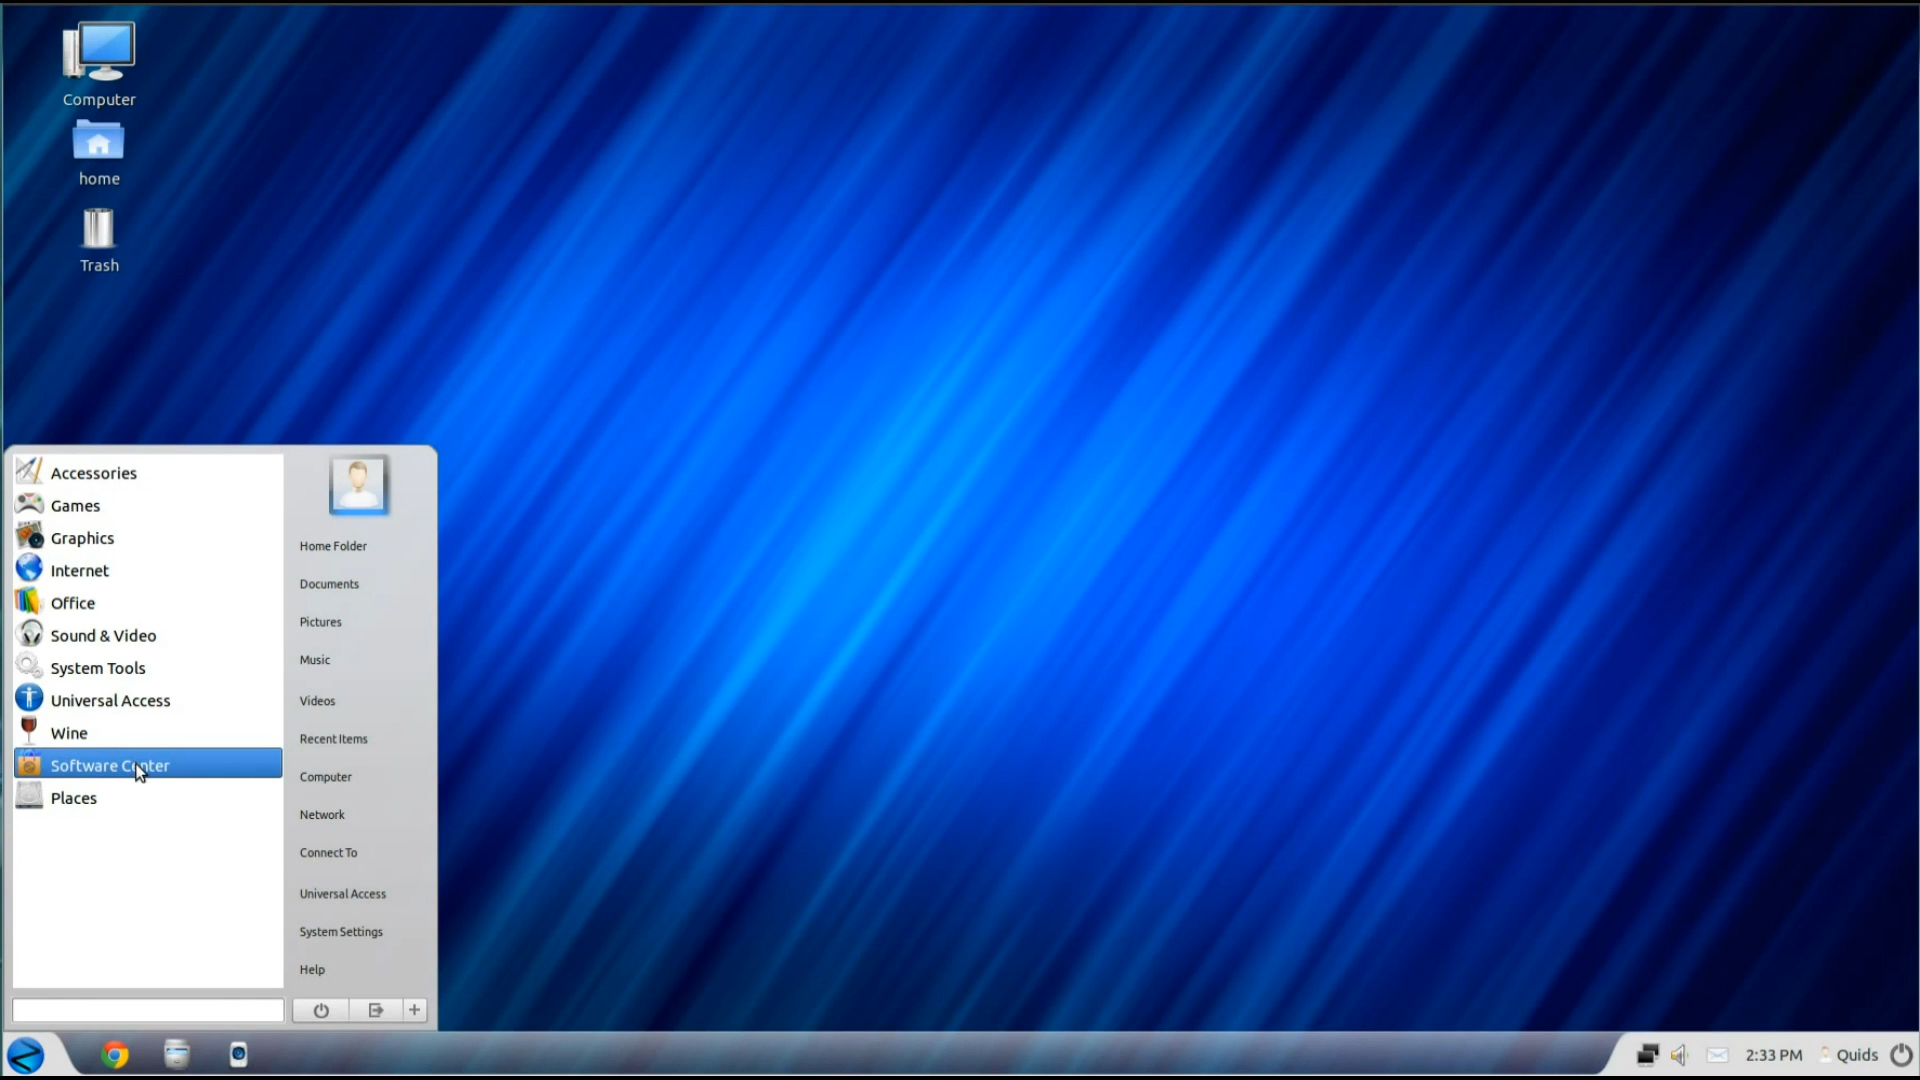 Computer
home
Trash
Accessories
Games
Graphics
Internet
Office
Sound & Video
System Tools
Universal Access
Wine
Software Center
Places
Home Folder
Documents
Pictures
Music
Videos
Recent Items
Computer
Network
Connect To
Universal Access
System Settings
Help
2:33 PM Quids